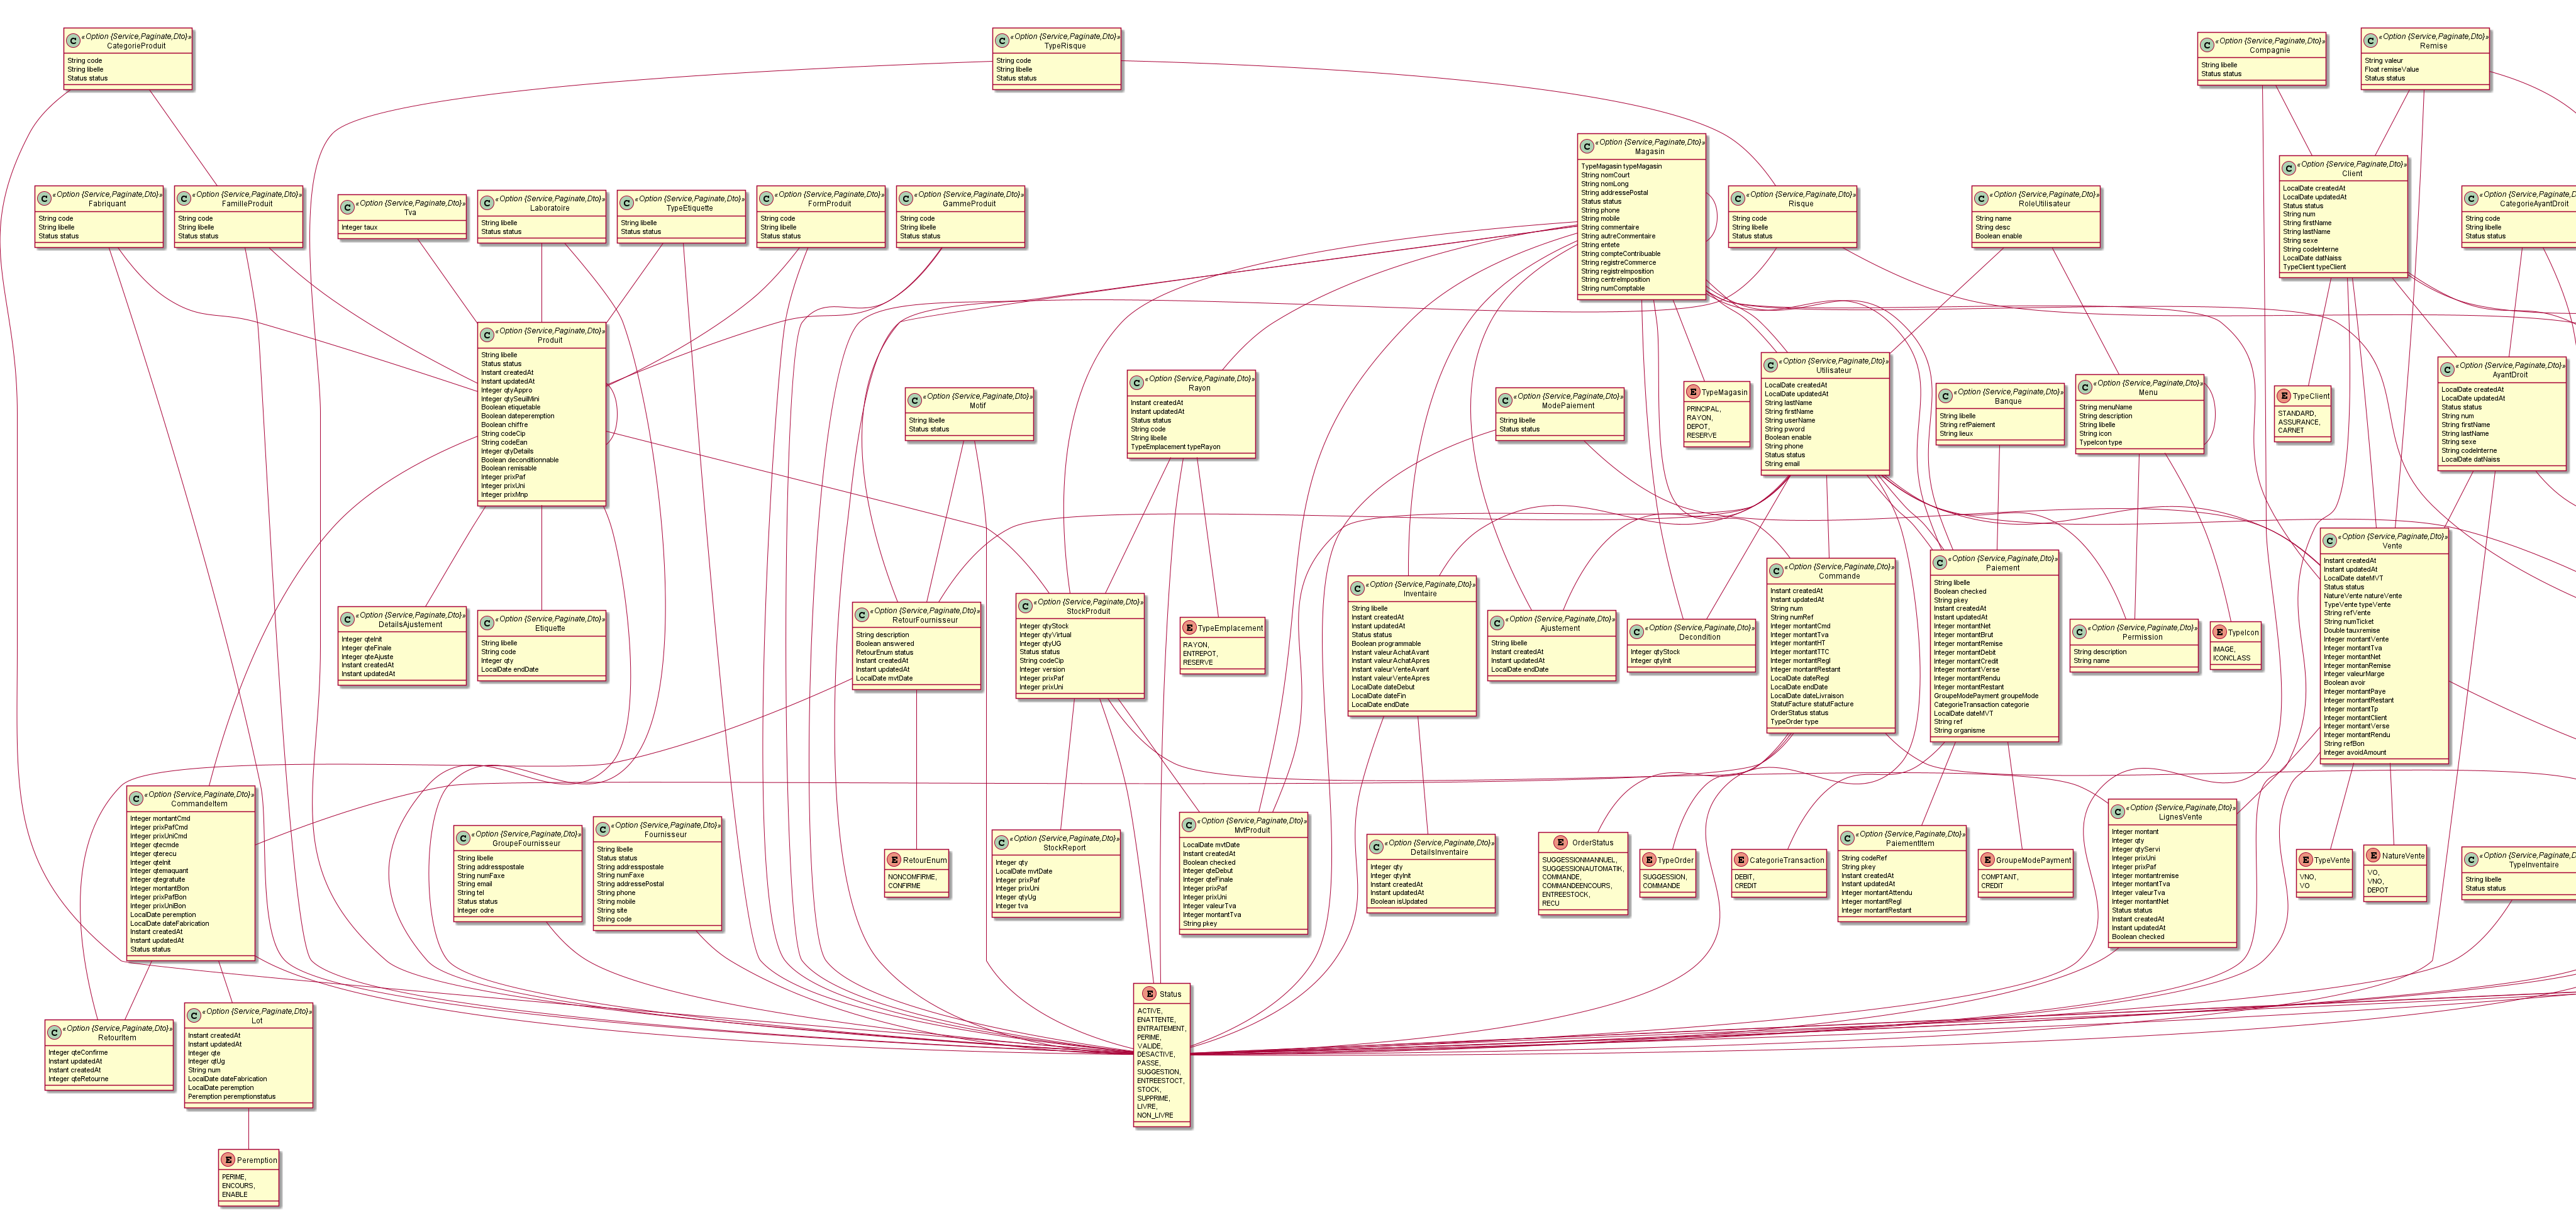 C «Option {Service,Paginate,Dto}»
CategorieProduit
String code
String libelle
Status status
C «Option {Service,Paginate,Dto}»
TypeRisque
String code
String libelle
Status status
C «Option {Service,Paginate,Dto}»
Compagnie
String libelle
Status status
C «Option {Service,Paginate,Dto}»
Remise
String valeur
Float remiseValue
Status status
C «Option {Service,Paginate,Dto}»
Magasin
TypeMagasin typeMagasin
String nomCourt
String nomLong
String addressePostal
Status status
String phone
String mobile
String commentaire
String autreCommentaire
String entete
String compteContribuable
String registreCommerce
String registreImposition
String centreImposition
String numComptable
C «Option {Service,Paginate,Dto}»
Client
LocalDate createdAt
LocalDate updatedAt
Status status
String num
String firstName
String lastName
String sexe
String codeInterne
LocalDate datNaiss
TypeClient typeClient
C «Option {Service,Paginate,Dto}»
Fabriquant
String code
String libelle
Status status
C «Option {Service,Paginate,Dto}»
FamilleProduit
String code
String libelle
Status status
C «Option {Service,Paginate,Dto}»
Tva
Integer taux
C «Option {Service,Paginate,Dto}»
Laboratoire
String libelle
Status status
C «Option {Service,Paginate,Dto}»
TypeEtiquette
String libelle
Status status
C «Option {Service,Paginate,Dto}»
FormProduit
String code
String libelle
Status status
C «Option {Service,Paginate,Dto}»
GammeProduit
String code
String libelle
Status status
C «Option {Service,Paginate,Dto}»
Risque
String code
String libelle
Status status
C «Option {Service,Paginate,Dto}»
RoleUtilisateur
String name
String desc
Boolean enable
C «Option {Service,Paginate,D
CategorieAyantDroit
String code
String libelle
Status status
C «Option {Service,Paginate,Dto}»
Produit
String libelle
Status status
Instant createdAt
Instant updatedAt
Integer qtyAppro
Integer qtySeuilMini
Boolean etiquetable
Boolean dateperemption
Boolean chiffre
String codeCip
String codeEan
Integer qtyDetails
Boolean deconditionnable
Boolean remisable
Integer prixPaf
Integer prixUni
Integer prixMnp
C «Option {Service,Paginate,Dto}»
Motif
String libelle
Status status
C «Option {Service,Paginate,Dto}»
Rayon
Instant createdAt
Instant updatedAt
Status status
String code
String libelle
TypeEmplacement typeRayon
C «Option {Service,Paginate,Dto}»
ModePaiement
String libelle
Status status
E TypeMagasin
PRINCIPAL,
RAYON,
DEPOT,
RESERVE
C «Option {Service,Paginate,Dto}»
Utilisateur
LocalDate createdAt
LocalDate updatedAt
String lastName
String firstName
String userName
String pword
Boolean enable
String phone
Status status
String email
C «Option {Service,Paginate,Dto}»
Banque
String libelle
String refPaiement
String lieux
C «Option {Service,Paginate,Dto}»
Menu
String menuName
String description
String libelle
String icon
TypeIcon type
E TypeClient
STANDARD,
ASSURANCE,
CARNET
C «Option {Service,Paginate,Dto}»
AyantDroit
LocalDate createdAt
LocalDate updatedAt
Status status
String num
String firstName
String lastName
String sexe
String codeInterne
LocalDate datNaiss
C «Option {Service,Paginate,Dto}»
DetailsAjustement
Integer qteInit
Integer qteFinale
Integer qteAjuste
Instant createdAt
Instant updatedAt
C «Option {Service,Paginate,Dto}»
Etiquette
String libelle
String code
Integer qty
LocalDate endDate
C «Option {Service,Paginate,Dto}»
RetourFournisseur
String description
Boolean answered
RetourEnum status
Instant createdAt
Instant updatedAt
LocalDate mvtDate
C «Option {Service,Paginate,Dto}»
StockProduit
Integer qtyStock
Integer qtyVirtual
Integer qtyUG
Status status
String codeCip
Integer version
Integer prixPaf
Integer prixUni
E TypeEmplacement
RAYON,
ENTREPOT,
RESERVE
C «Option {Service,Paginate,Dto}»
Inventaire
String libelle
Instant createdAt
Instant updatedAt
Status status
Boolean programmable
Instant valeurAchatAvant
Instant valeurAchatApres
Instant valeurVenteAvant
Instant valeurVenteApres
LocalDate dateDebut
LocalDate dateFin
LocalDate endDate
C «Option {Service,Paginate,Dto}»
Ajustement
String libelle
Instant createdAt
Instant updatedAt
LocalDate endDate
C «Option {Service,Paginate,Dto}»
Decondition
Integer qtyStock
Integer qtyInit
C «Option {Service,Paginate,Dto}»
Commande
Instant createdAt
Instant updatedAt
String num
String numRef
Integer montantCmd
Integer montantTva
Integer montantHT
Integer montantTTC
Integer montantRegl
Integer montantRestant
LocalDate dateRegl
LocalDate endDate
LocalDate dateLivraison
StatutFacture statutFacture
OrderStatus status
TypeOrder type
C «Option {Service,Paginate,Dto}»
Paiement
String libelle
Boolean checked
String pkey
Instant createdAt
Instant updatedAt
Integer montantNet
Integer montantBrut
Integer montantRemise
Integer montantDebit
Integer montantCredit
Integer montantVerse
Integer montantRendu
Integer montantRestant
GroupeModePayment groupeMode
CategorieTransaction categorie
LocalDate dateMVT
String ref
String organisme
C «Option {Service,Paginate,Dto}»
Permission
String description
String name
E TypeIcon
IMAGE,
ICONCLASS
C «Option {Service,Paginate,Dto}»
Vente
Instant createdAt
Instant updatedAt
LocalDate dateMVT
Status status
NatureVente natureVente
TypeVente typeVente
String refVente
String numTicket
Double tauxremise
Integer montantVente
Integer montantTva
Integer montantNet
Integer montanRemise
Integer valeurMarge
Boolean avoir
Integer montantPaye
Integer montantRestant
Integer montantTp
Integer montantClient
Integer montantVerse
Integer montantRendu
String refBon
Integer avoidAmount
C «Option {Service,Paginate,Dto}»
CommandeItem
Integer montantCmd
Integer prixPafCmd
Integer prixUniCmd
Integer qtecmde
Integer qterecu
Integer qteInit
Integer qtemaquant
Integer qtegratuite
Integer montantBon
Integer prixPafBon
Integer prixUniBon
LocalDate peremption
LocalDate dateFabrication
Instant createdAt
Instant updatedAt
Status status
C «Option {Service,Paginate,Dto}»
GroupeFournisseur
String libelle
String addresspostale
String numFaxe
String email
String tel
Status status
Integer odre
C «Option {Service,Paginate,Dto}»
Fournisseur
String libelle
Status status
String addresspostale
String numFaxe
String addressePostal
String phone
String mobile
String site
String code
E RetourEnum
NONCOMFIRME,
CONFIRME
C «Option {Service,Paginate,Dto}»
StockReport
Integer qty
LocalDate mvtDate
Integer prixPaf
Integer prixUni
Integer qtyUg
Integer tva
C «Option {Service,Paginate,Dto}»
MvtProduit
LocalDate mvtDate
Instant createdAt
Boolean checked
Integer qteDebut
Integer qteFinale
Integer prixPaf
Integer prixUni
Integer valeurTva
Integer montantTva
String pkey
C «Option {Service,Paginate,Dto}»
DetailsInventaire
Integer qty
Integer qtyInit
Instant createdAt
Instant updatedAt
Boolean isUpdated
E OrderStatus
SUGGESSIONMANNUEL,
SUGGESSIONAUTOMATIK,
COMMANDE,
COMMANDEENCOURS,
ENTREESTOCK,
RECU
E TypeOrder
SUGGESSION,
COMMANDE
E CategorieTransaction
DEBIT,
CREDIT
C «Option {Service,Paginate,Dto}»
PaiementItem
String codeRef
String pkey
Instant createdAt
Instant updatedAt
Integer montantAttendu
Integer montantRegl
Integer montantRestant
E GroupeModePayment
COMPTANT,
CREDIT
C «Option {Service,Paginate,Dto}»
LignesVente
Integer montant
Integer qty
Integer qtyServi
Integer prixUni
Integer prixPaf
Integer montantremise
Integer montantTva
Integer valeurTva
Integer montantNet
Status status
Instant createdAt
Instant updatedAt
Boolean checked
E TypeVente
VNO,
VO
E NatureVente
VO,
VNO,
DEPOT
C «Option {Service,Paginate,D
TypeInventaire
String libelle
Status status
E Status
ACTIVE,
ENATTENTE,
ENTRAITEMENT,
PERIME,
VALIDE,
DESACTIVE,
PASSE,
SUGGESTION,
ENTREESTOCT,
STOCK,
SUPPRIME,
LIVRE,
NON_LIVRE
C «Option {Service,Paginate,Dto}»
RetourItem
Integer qteConfirme
Instant updatedAt
Instant createdAt
Integer qteRetourne
C «Option {Service,Paginate,Dto}»
Lot
Instant createdAt
Instant updatedAt
Integer qte
Integer qtUg
String num
LocalDate dateFabrication
LocalDate peremption
Peremption peremptionstatus
E Peremption
PERIME,
ENCOURS,
ENABLE